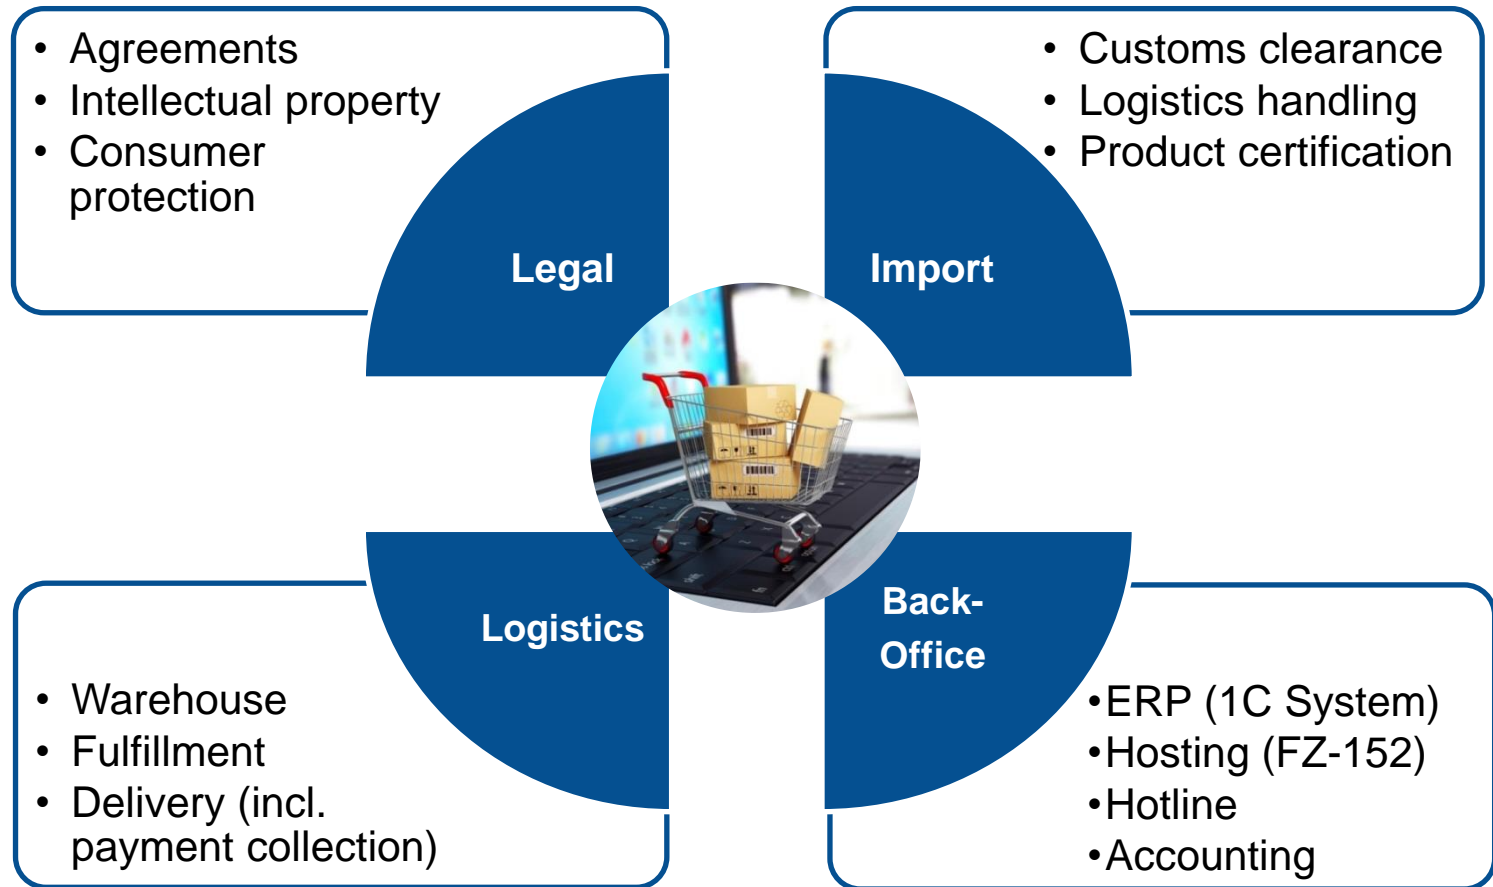 • Agreements
• Intellectual property
• Consumer
protection
Legal
• Customs clearance
• Logistics handling
• Product certification
Import
Logistics
• Warehouse
• Fulfillment
• Delivery (incl.
payment collection)
Back-
Office
•ERP (1C System)
•Hosting (FZ-152)
•Hotline
•Accounting